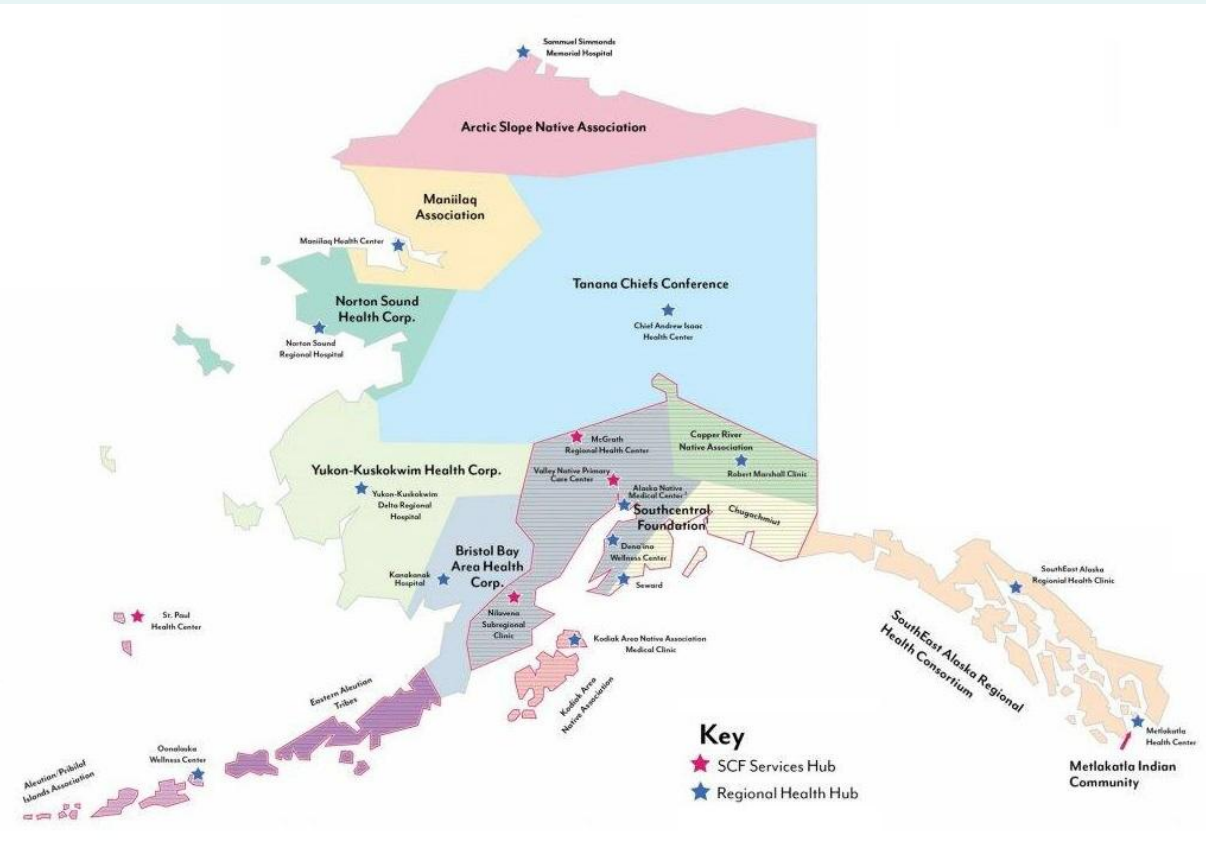 Sammuel Simmonds
Memorial Hospital
Arctic Slope Native Association
Maniilaq
Association
Maniilaq Health Center
Tanana Chiefs Conference
Norton Sound
Health Corp.
Chief Andrew Isaac
Health Center
Norton Sound
Regional Hospital
McGrath
Regional Health Center
Copper River
Native Association
Yukon-Kuskokwim Health Corp.
Valley Native Primary
Care Center
Robert Marshall Clinic
Yukon-Kuskokwim
Delta Regional
Hospital
Alaska Native
Medical Center
Southcentral
Foundation
Chugachmiut
Bristol Bay
Area Health
Corp.
Dena'ina
Wellness Center
Kanakanak
Hospital
Seward
SouthEast Alaska
Regionial Health Clinic
St. Paul
Health Center
Nilavena
Subregional
Clinic
Kodiak Area Native Association
Medical Clinic
SouthEast Alaska Regional
Health Consortium
Eastern Aleutian
Tribes
Kodiak Area
Native Association
Key
SCF Services Hub
Regional Health Hub
Oonalaska
Wellness Center
Aleutian/Pribilof
Islands Association
Metlakatla
Health Center
Metlakatla Indian
Community